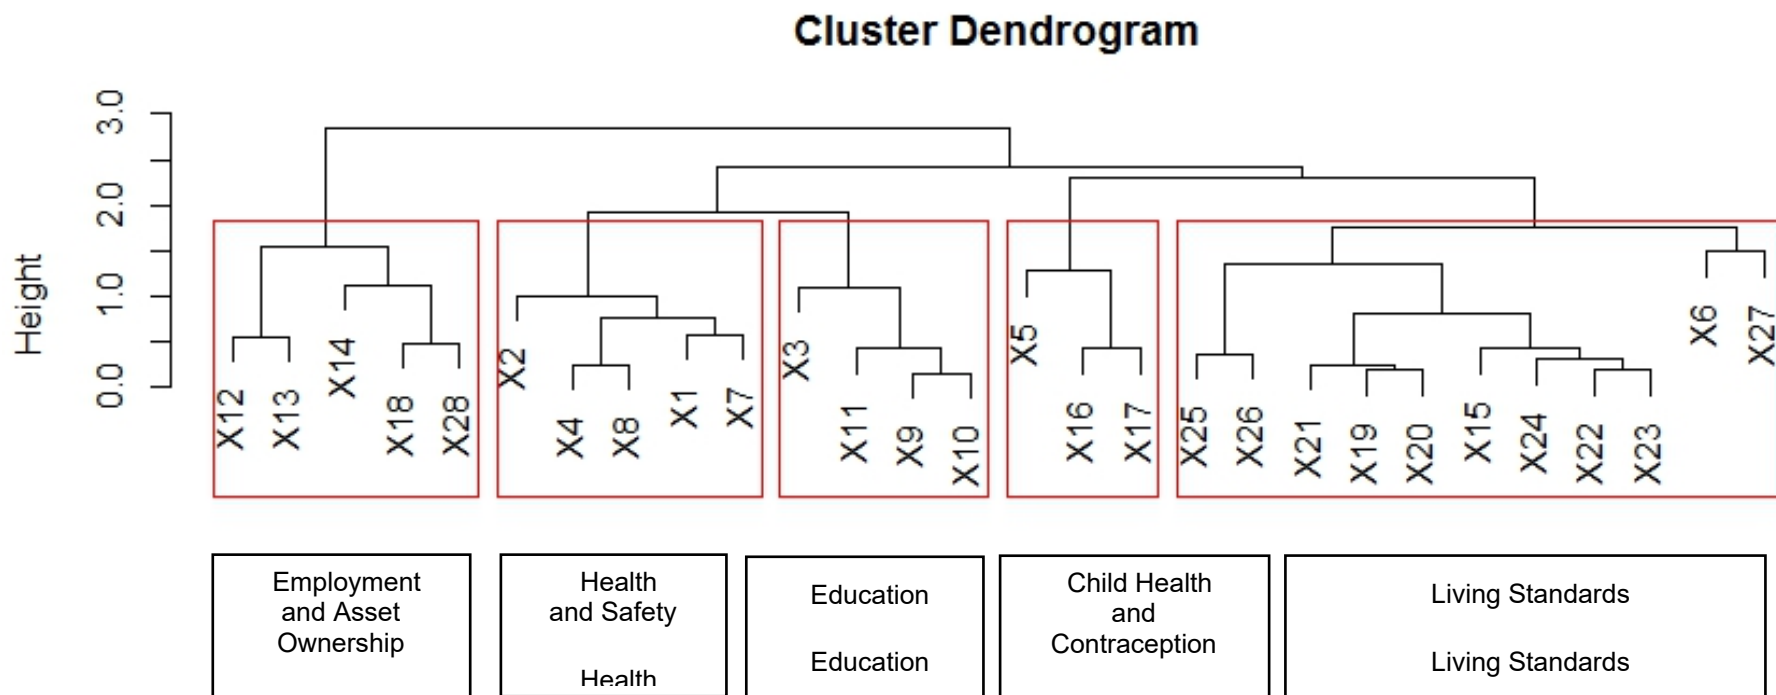 Cluster Dendrogram
Height
3.0
2.0
1.0
0.0
X12
X13
X14
X18
X28
X2
X4
X8
X1
X7
X3
X11
X9
X10
X5
X16
X17
X25
X26
X21
X19
X20
X15
X24
X22
X23
X6
X27
Employment
and Asset
Ownership
Health
and Safety
Health
Education
Education
Child Health
and
Contraception
Living Standards
Living Standards